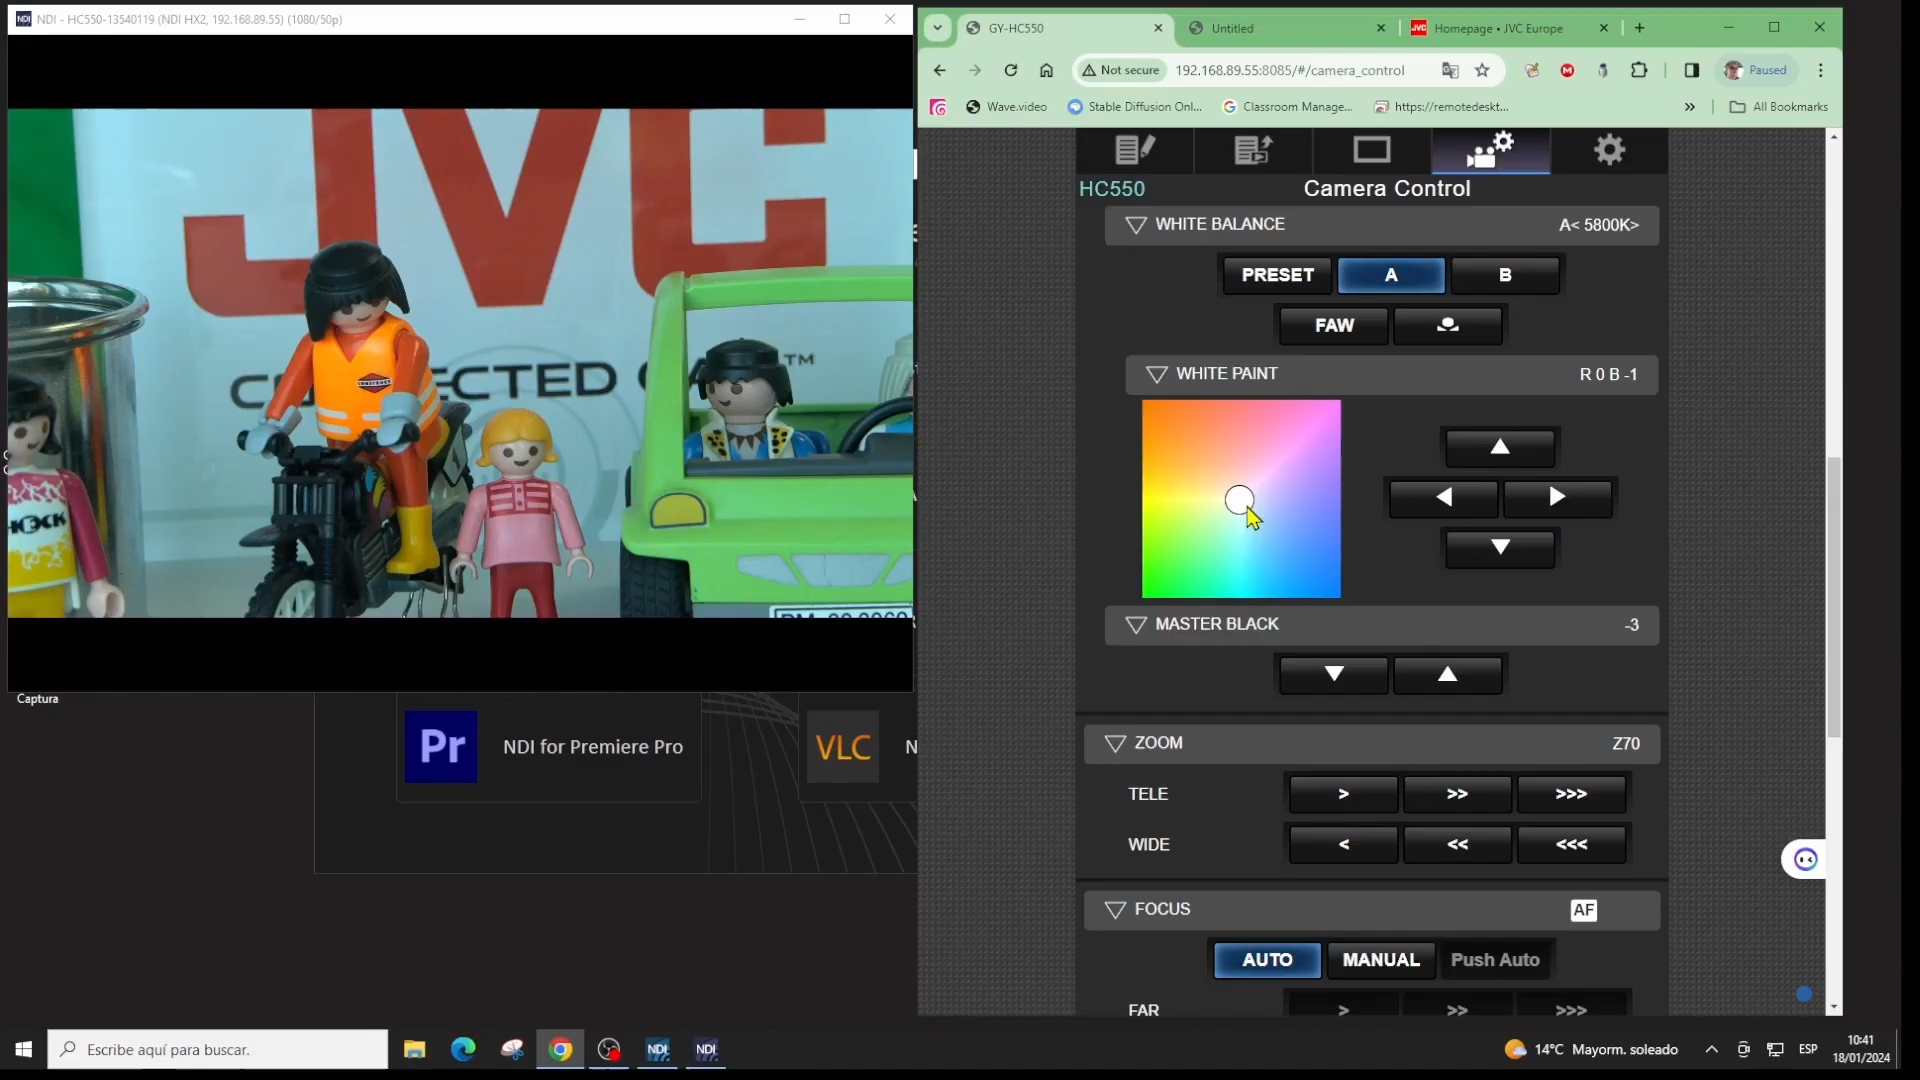 NDI - HC550-13540119 (NDI HX2, 192.168.89.55) (1080/50p)
JVC
TM
HECK
Captura
Pr
NDI for Premiere Pro
VLC
N
GY-HC550
Untitled
JVC
Homepage • JVC Europe
Not secure
192.168.89.55:8085/#/camera_control
Paused
Wave.video
Stable Diffusion Onl...
Classroom Manage...
https://remotedeskt...
»
All Bookmarks
HC550
Camera Control
WHITE BALANCE
A< 5800K>
PRESET
A
B
FAW
WHITE PAINT
R 0 B -1
MASTER BLACK
-3
ZOOM
Z70
TELE
>
>>
>>>
WIDE
<
<<
<<<
FOCUS
AF
AUTO
MANUAL
Push Auto
FAR
>
>>
>>>
Escribe aquí para buscar.
NDI
NDI
14°C Mayorm. soleado
ESP
10:41
18/01/2024